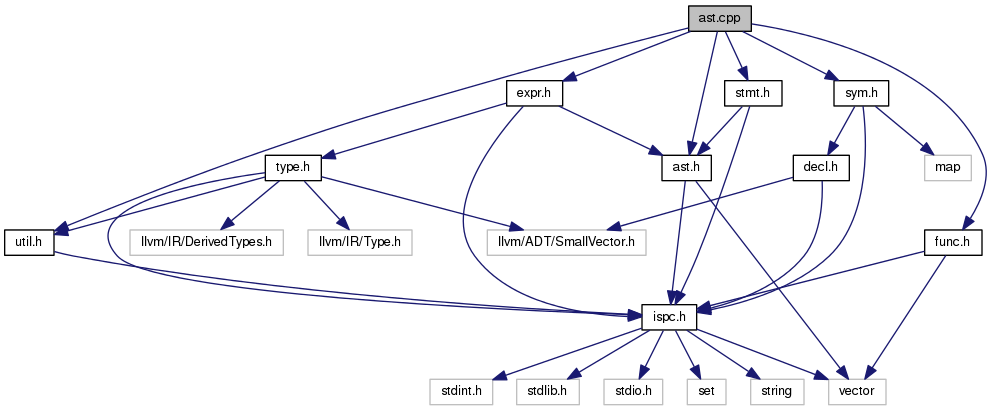 ast.cpp
expr.h
stmt.h
sym.h
type.h
ast.h
decl.h
map
util.h
llvm/IR/DerivedTypes.h
llvm/IR/Type.h
llvm/ADT/SmallVector.h
func.h
ispc.h
stdint.h
stdlib.h
stdio.h
set
string
vector